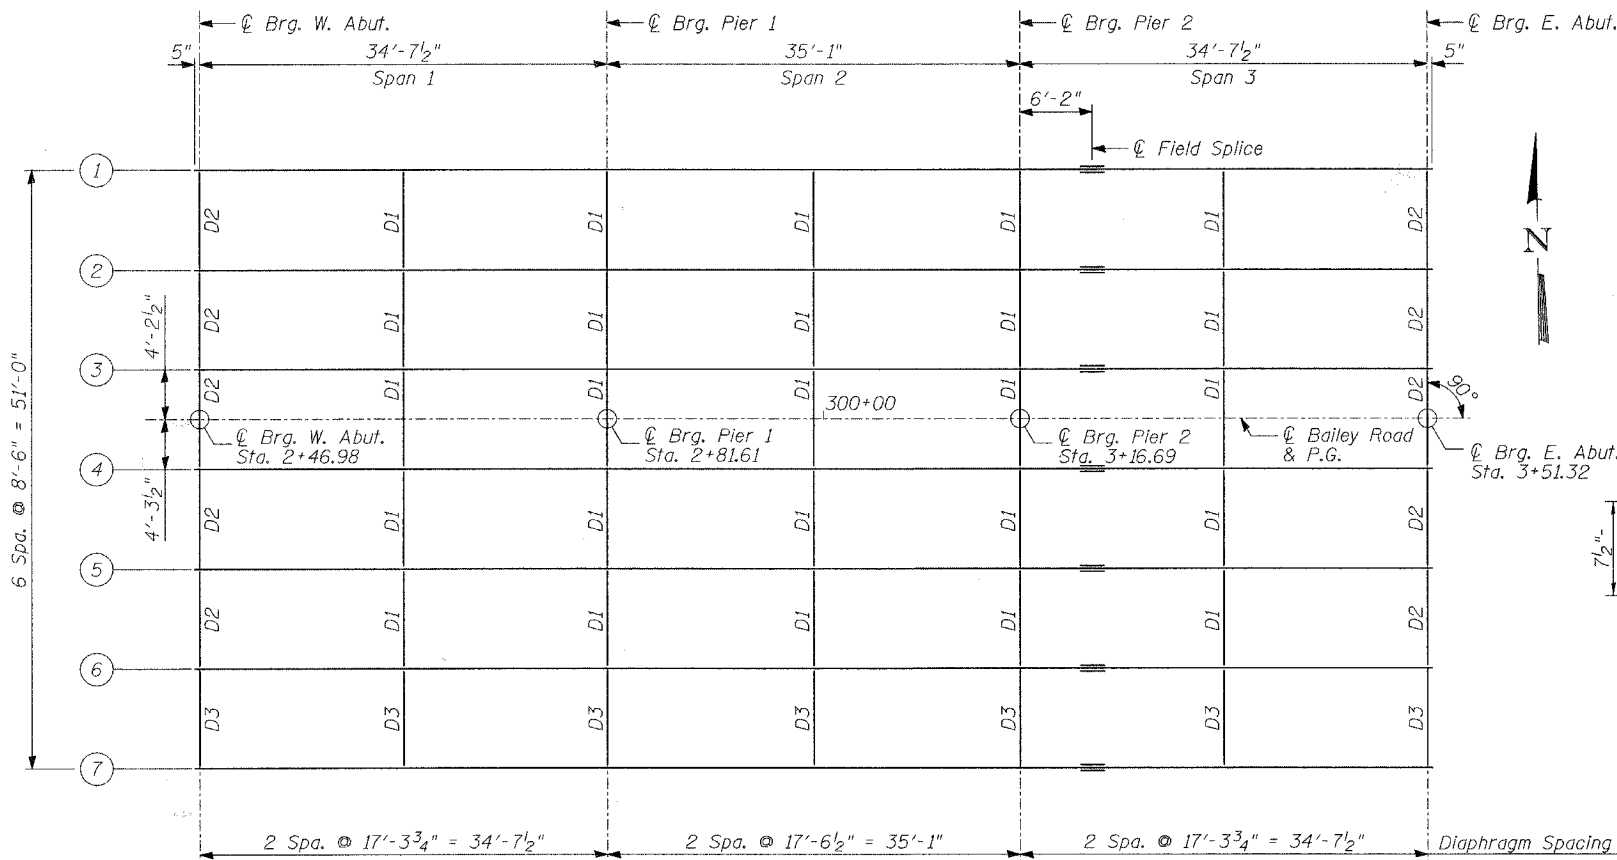 ℄ Brg. W. Abut.
℄ Brg. Pier 1
℄ Brg. Pier 2
℄ Brg. E. Abut.
5"
34'-7½"
35'-1"
34'-7½"
5"
Span 1
Span 2
Span 3
6'-2"
℄ Field Splice
1
D2 D1 D1 D1 D1 D1 D2
N
2
D2 D1 D1 D1 D1 D1 D2
4'-2½"
3
D2 D1 D1 D1 D1 D1 D2
90°
300+00
℄ Brg. W. Abut.
Sta. 2+46.98
℄ Brg. Pier 1
Sta. 2+81.61
℄ Brg. Pier 2
Sta. 3+16.69
℄ Bailey Road
& P.G.
℄ Brg. E. Abut.
Sta. 3+51.32
6 Spa. @ 8'-6" = 51'-0"
4'-3½"
4
D2 D1 D1 D1 D1 D1 D2
7½"-
5
D2 D1 D1 D1 D1 D1 D2
6
D3 D3 D3 D3 D3 D3 D3
7
2 Spa. @ 17'-3¾" = 34'-7½"
2 Spa. @ 17'-6½" = 35'-1"
2 Spa. @ 17'-3¾" = 34'-7½"
Diaphragm Spacing